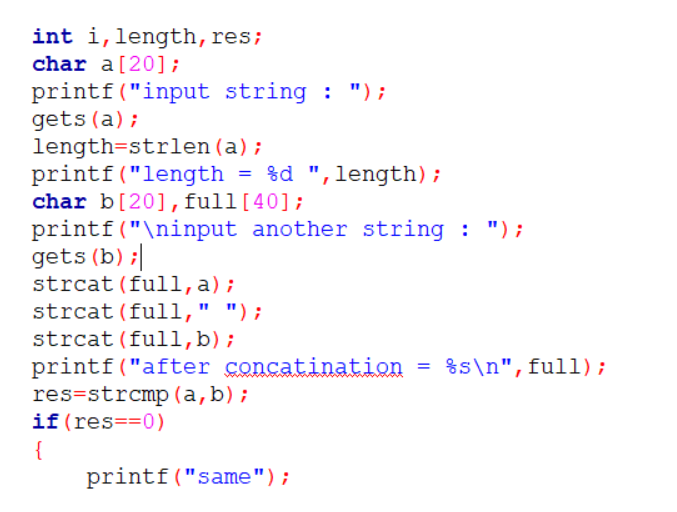 int i,length,res;
char a[20];
printf("input string : ");
gets(a);
length=strlen(a);
printf("length = %d ",length);
char b[20],full[40];
printf("\ninput another string : ");
gets(b);
strcat(full,a);
strcat(full," ");
strcat(full,b);
printf("after concatination = %s\n",full);
res=strcmp(a,b);
if(res==0)
{
    printf("same");